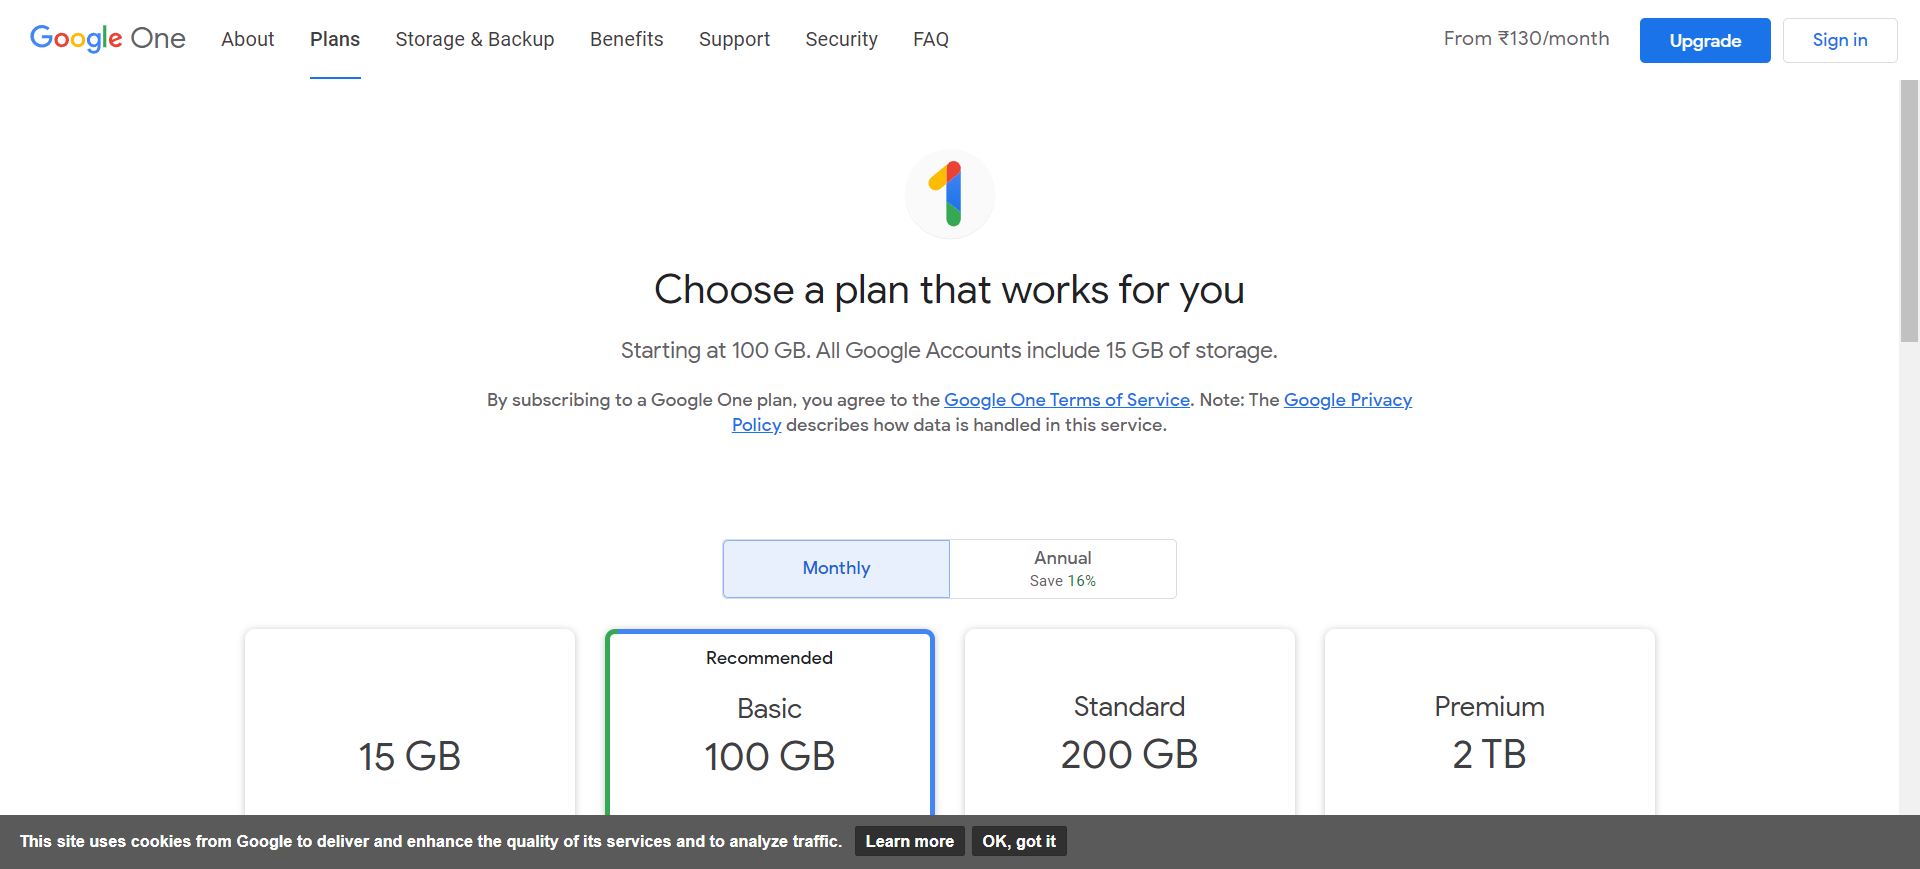 Google One About Plans Storage & Backup Benefits Support Security FAQ From ₹130/month Upgrade Sign in
Choose a plan that works for you
Starting at 100 GB. All Google Accounts include 15 GB of storage.
By subscribing to a Google One plan, you agree to the Google One Terms of Service. Note: The Google Privacy
Policy describes how data is handled in this service.
Monthly
Annual
Save 16%
15 GB
Recommended
Basic
100 GB
Standard
200 GB
Premium
2 TB
This site uses cookies from Google to deliver and enhance the quality of its services and to analyze traffic. Learn more OK, got it